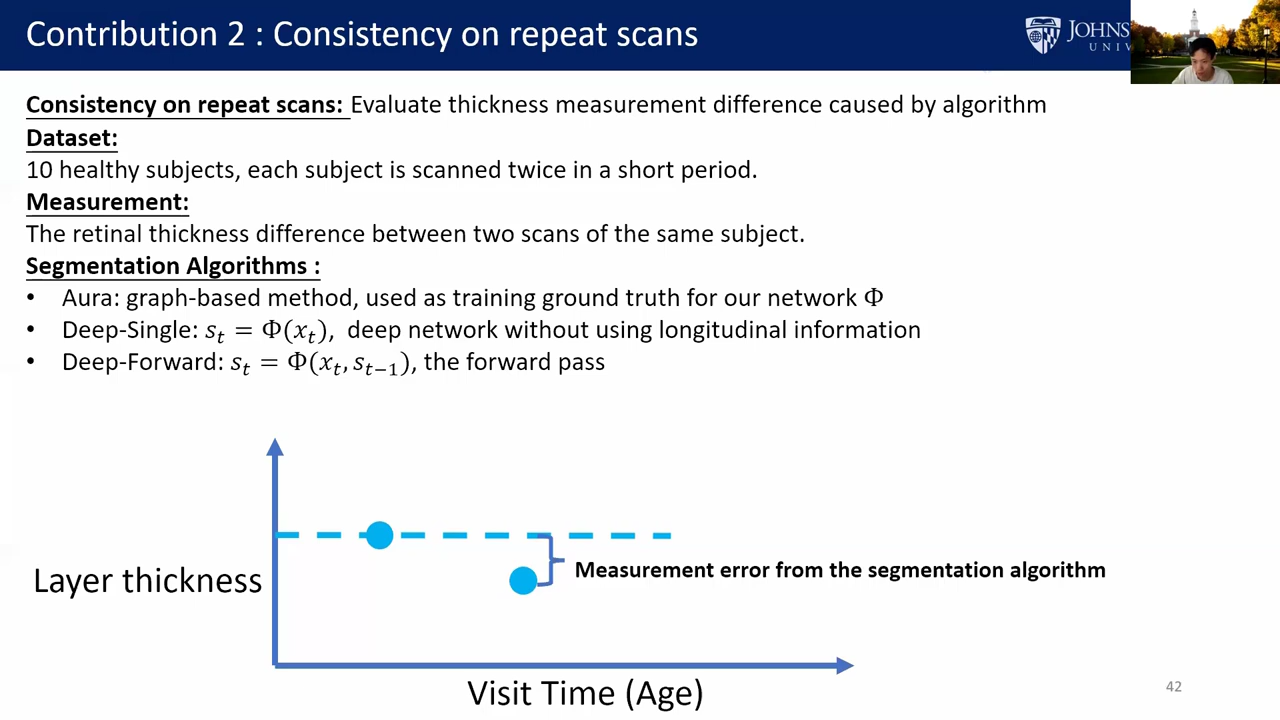 Contribution 2 : Consistency on repeat scans
JOHNS
UNIV
Consistency on repeat scans: Evaluate thickness measurement difference caused by algorithm
Dataset:
10 healthy subjects, each subject is scanned twice in a short period.
Measurement:
The retinal thickness difference between two scans of the same subject.
Segmentation Algorithms :
• Aura: graph-based method, used as training ground truth for our network Φ
• Deep-Single: sₜ = Φ(xₜ), deep network without using longitudinal information
• Deep-Forward: sₜ = Φ(xₜ, sₜ₋₁), the forward pass
Layer thickness
Measurement error from the segmentation algorithm
Visit Time (Age)
42